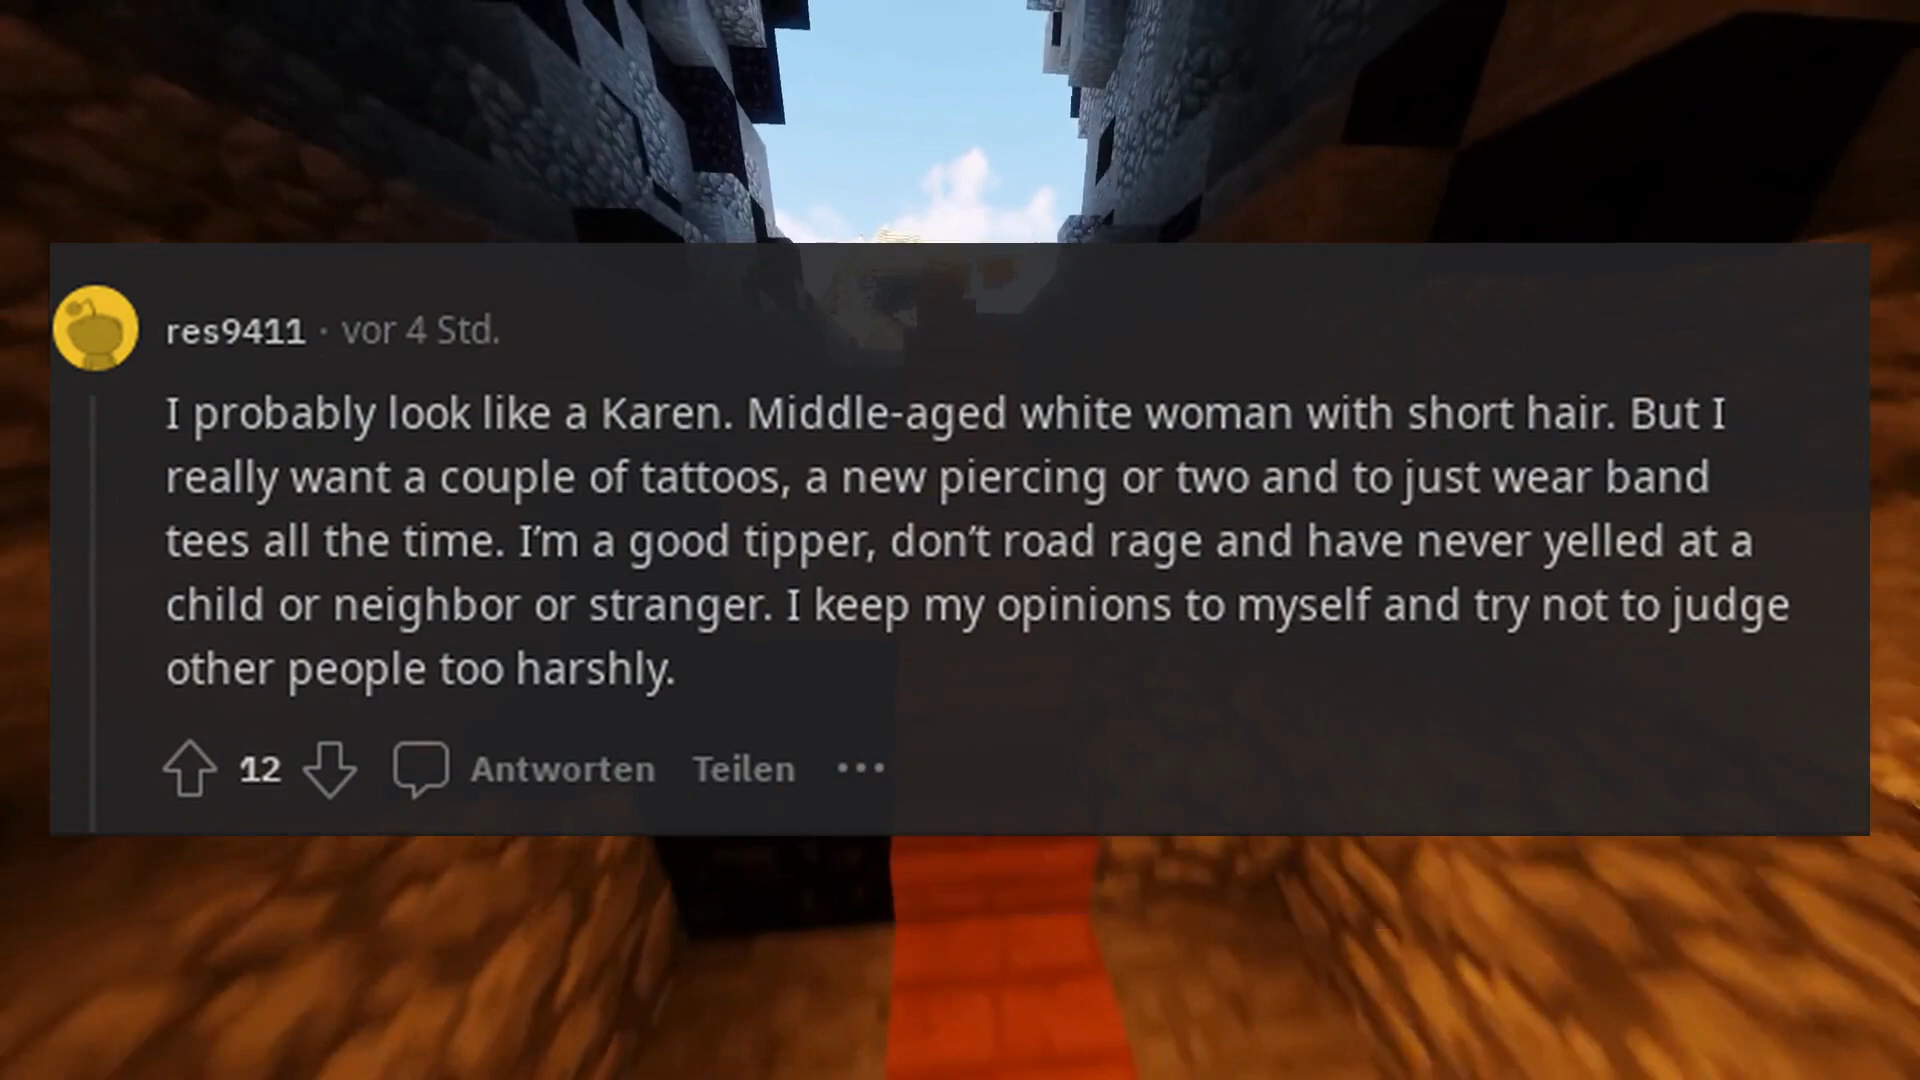 res9411 · vor 4 Std.
I probably look like a Karen. Middle-aged white woman with short hair. But I
really want a couple of tattoos, a new piercing or two and to just wear band
tees all the time. I’m a good tipper, don’t road rage and have never yelled at a
child or neighbor or stranger. I keep my opinions to myself and try not to judge
other people too harshly.
12 Antworten Teilen •••